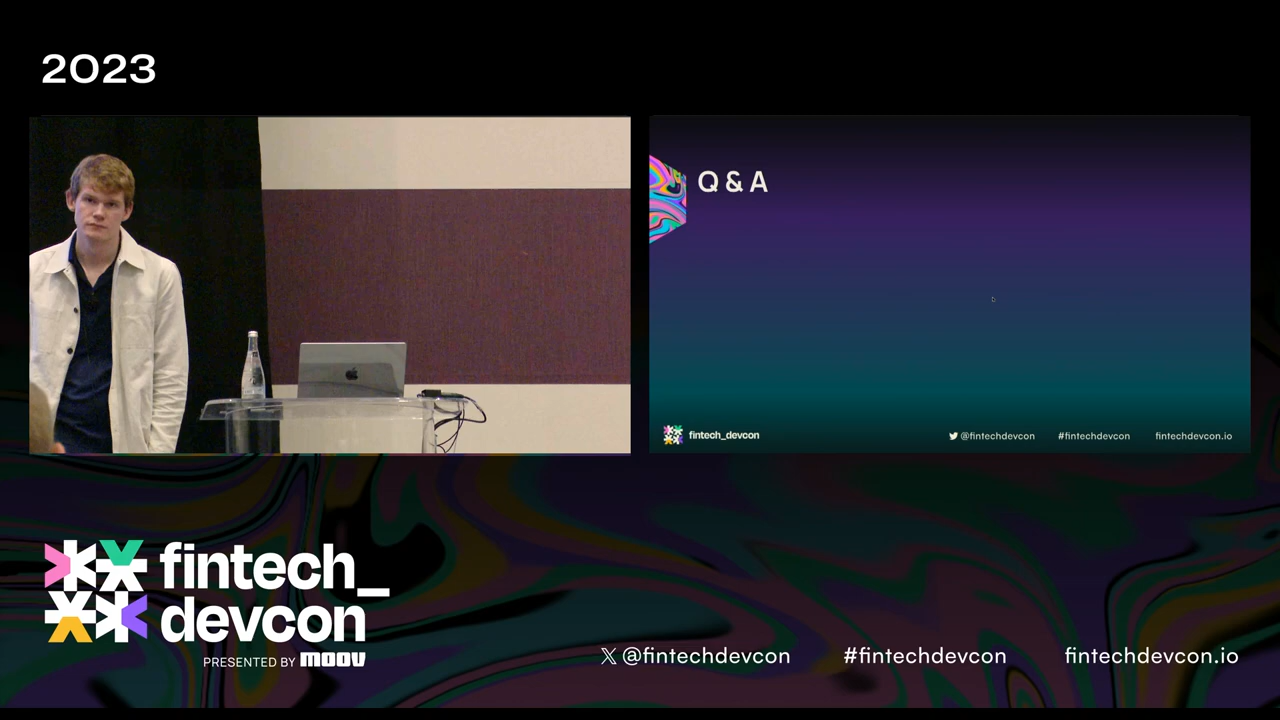 2023
Q & A
fintech_devcon
@fintechdevcon
#fintechdevcon
fintechdevcon.io
fintech_
devcon
PRESENTED BY moov
@fintechdevcon
#fintechdevcon
fintechdevcon.io